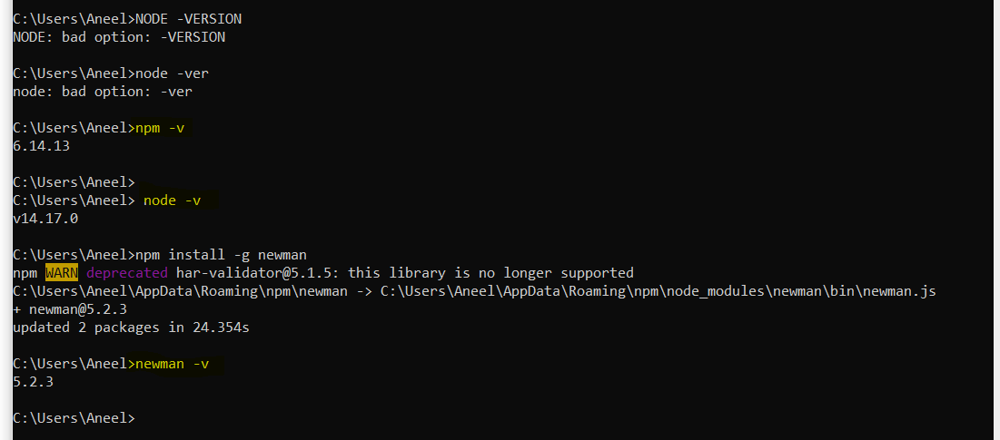 C:\Users\Aneel>NODE -VERSION
NODE: bad option: -VERSION
C:\Users\Aneel>node -ver
node: bad option: -ver
C:\Users\Aneel>npm -v
6.14.13
C:\Users\Aneel>
C:\Users\Aneel> node -v
v14.17.0
C:\Users\Aneel>npm install -g newman
npm WARN deprecated har-validator@5.1.5: this library is no longer supported
C:\Users\Aneel\AppData\Roaming\npm\newman -> C:\Users\Aneel\AppData\Roaming\npm\node_modules\newman\bin\newman.js
+ newman@5.2.3
updated 2 packages in 24.354s
C:\Users\Aneel>newman -v
5.2.3
C:\Users\Aneel>